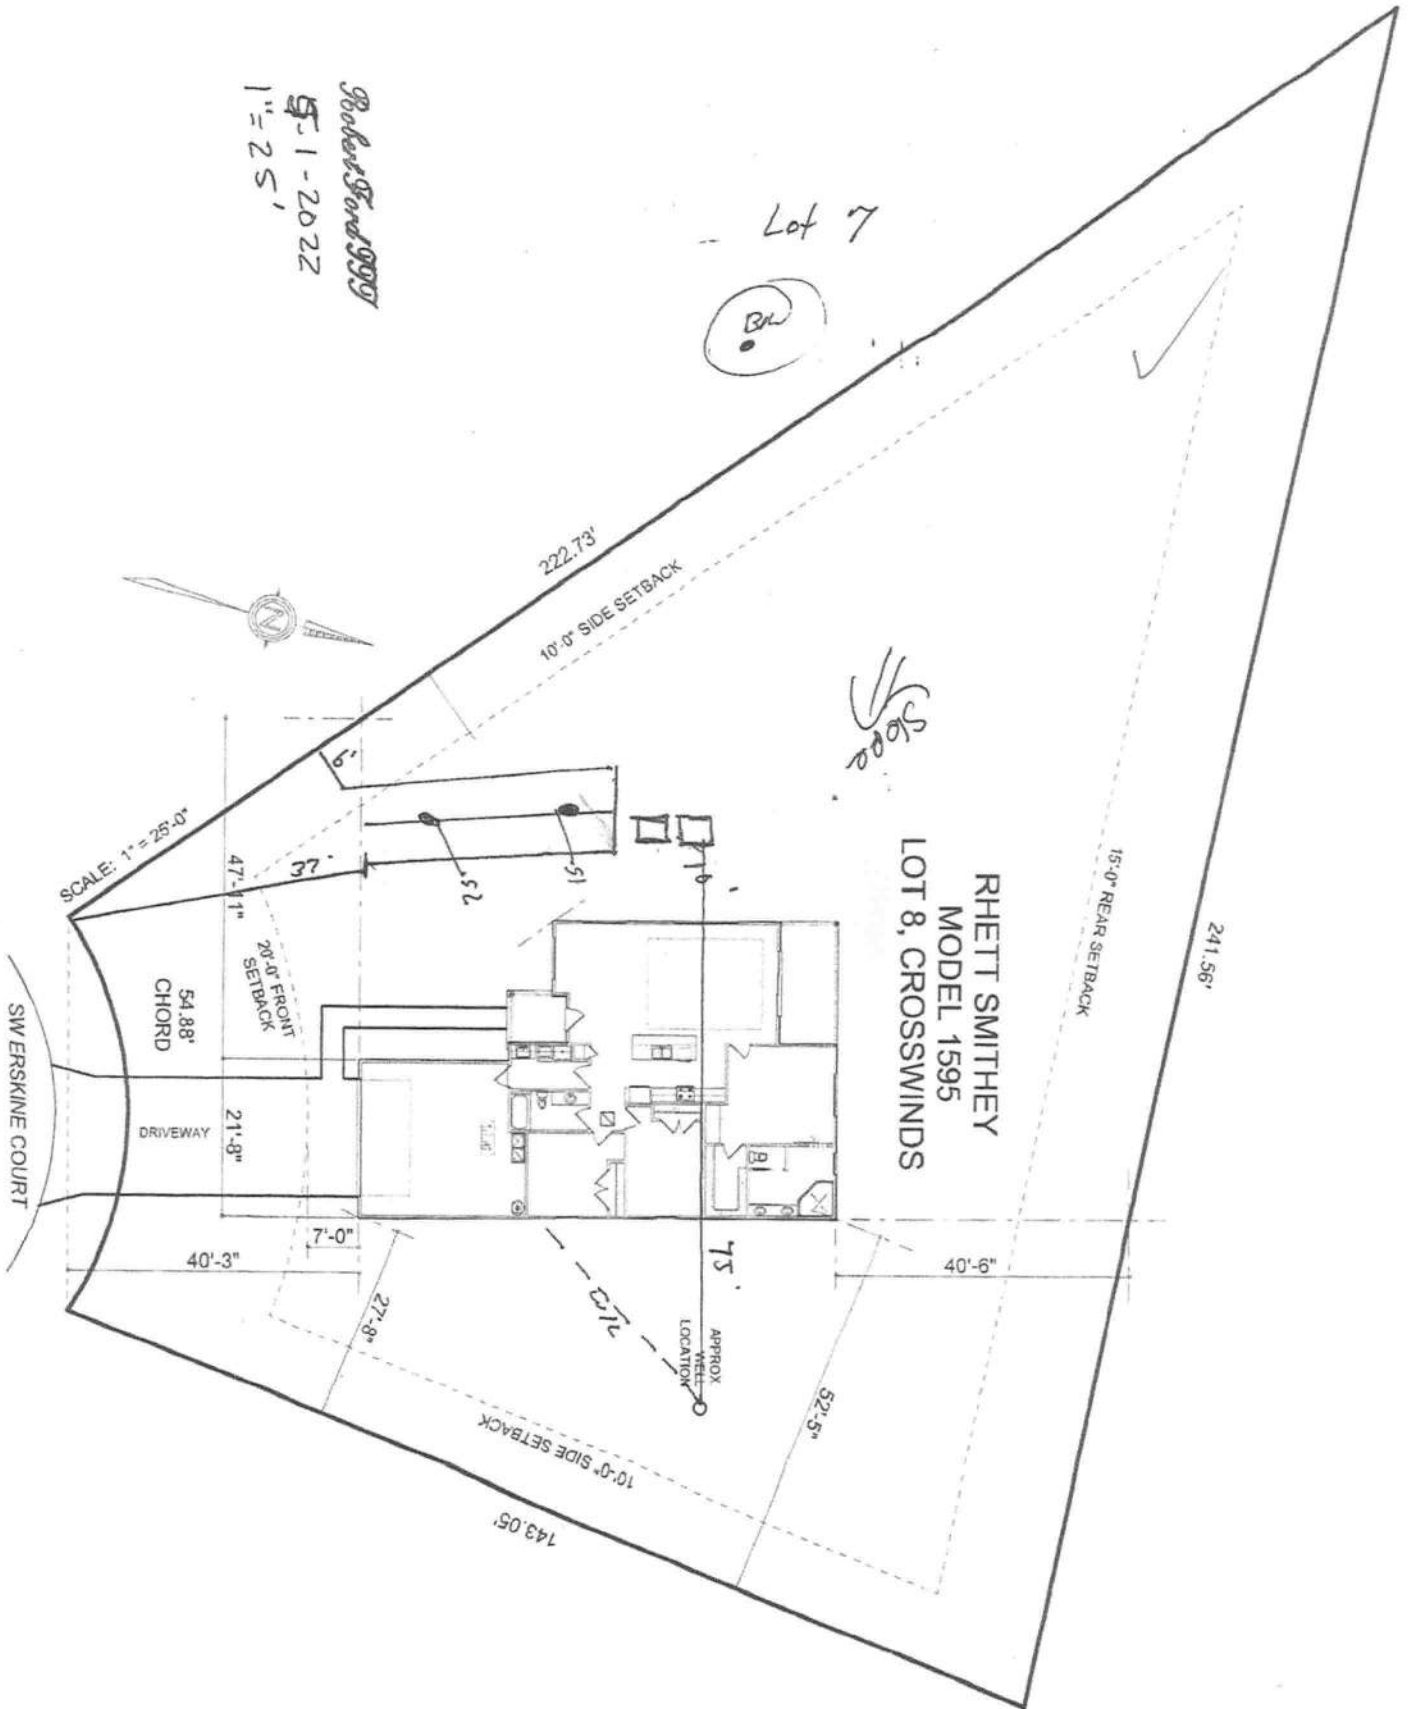 Robert Ford 999
5-1-2022
1" = 25'
Lot 7
BM
222.73'
10'-0" SIDE SETBACK
N
Slope
RHETT SMITHEY
MODEL 1595
LOT 8, CROSSWINDS
15'-0" REAR SETBACK
241.56'
SCALE: 1" = 25'-0"
47'-11"
37'
25
15
20'-0" FRONT
SETBACK
54.88'
CHORD
SW ERSKINE COURT
DRIVEWAY
21'-8"
7'-0"
40'-3"
27'-8"
75'
APPROX
WELL
LOCATION
52'-5"
40'-6"
10'-0" SIDE SETBACK
143.05'